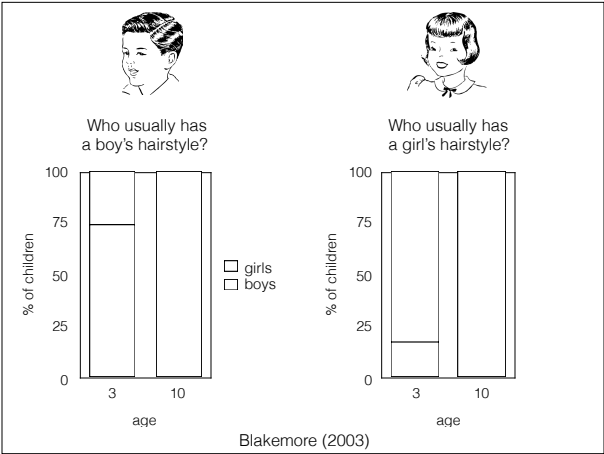 Who usually has
a boy's hairstyle?
Who usually has
a girl's hairstyle?
100
75
50
25
0
% of children
3
10
age
girls
boys
100
75
50
25
0
% of children
3
10
age
Blakemore (2003)